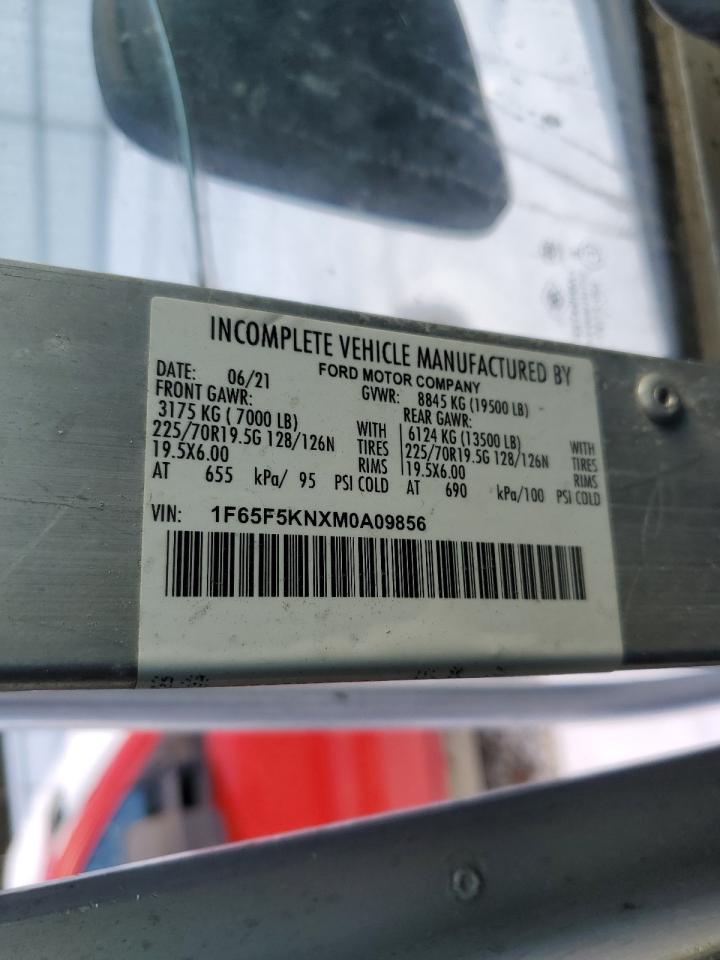 INCOMPLETE VEHICLE MANUFACTURED BY
FORD MOTOR COMPANY
DATE: 06/21 GVWR: 8845 KG (19500 LB)
FRONT GAWR: REAR GAWR:
3175 KG ( 7000 LB) WITH 6124 KG (13500 LB) WITH
225/70R19.5G 128/126N TIRES 225/70R19.5G 128/126N TIRES
19.5X6.00 RIMS 19.5X6.00 RIMS
AT 655 kPa/ 95 PSI COLD AT 690 kPa/100 PSI COLD
VIN: 1F65F5KNXM0A09856